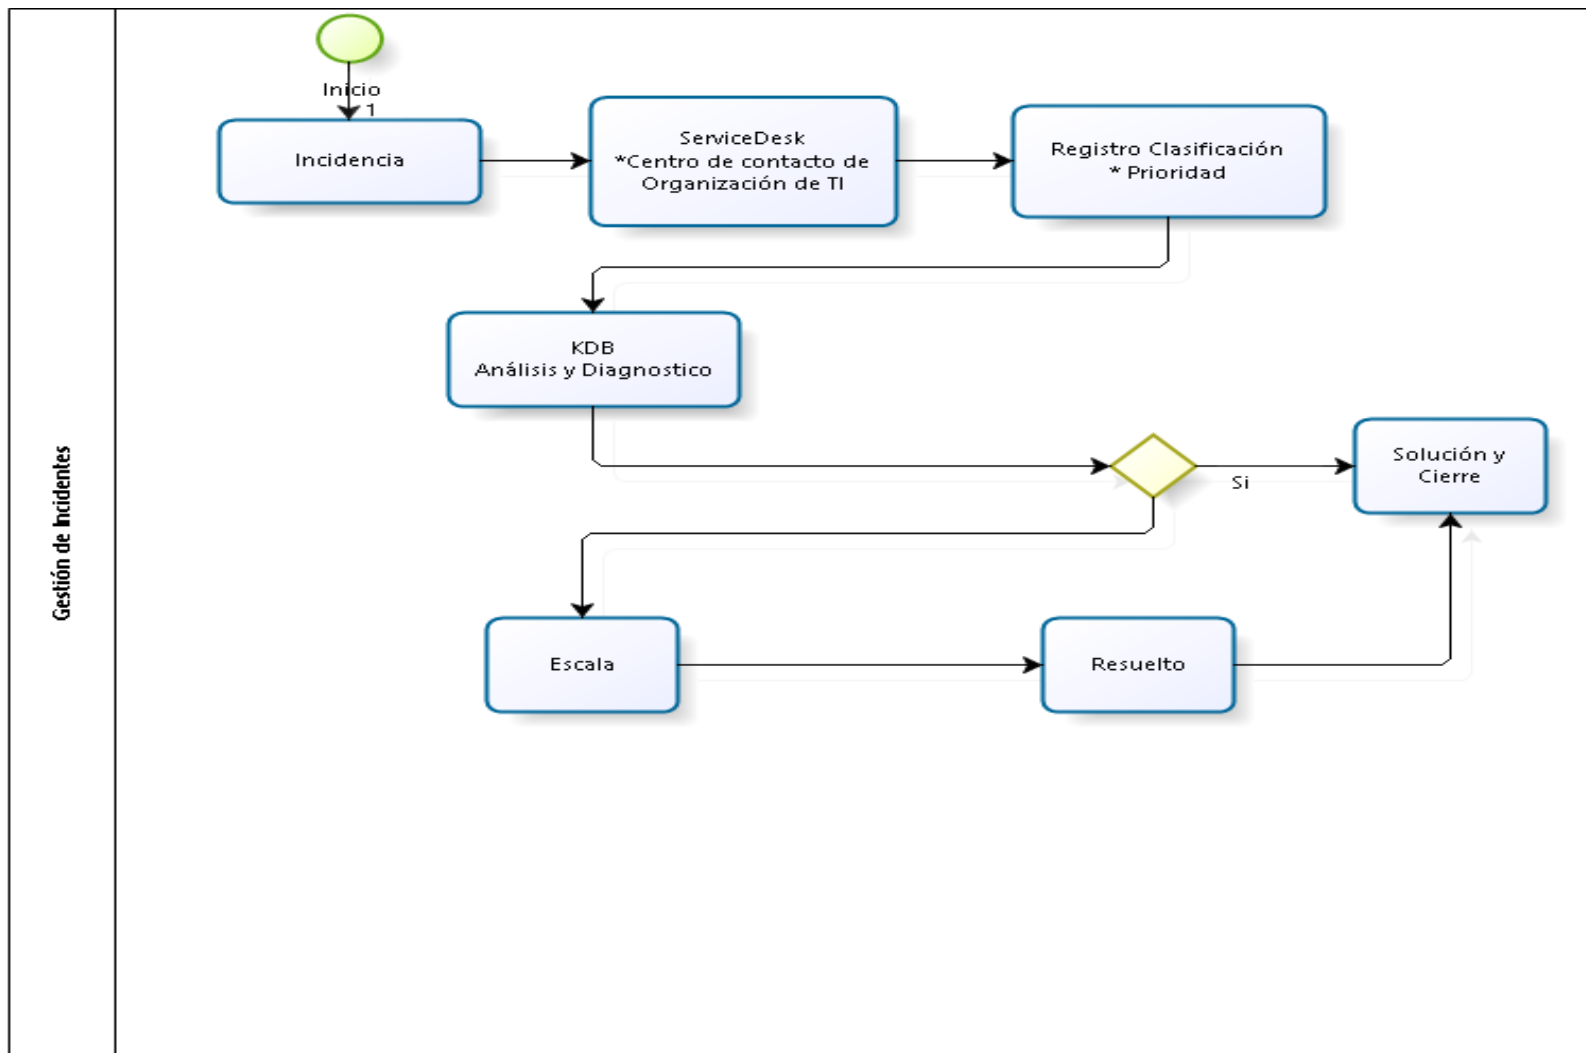 Gestión de Incidentes
Inicio
1
Incidencia
ServiceDesk
*Centro de contacto de
Organización de TI
Registro Clasificación
* Prioridad
KDB
Análisis y Diagnostico
Si
Solución y
Cierre
Escala
Resuelto